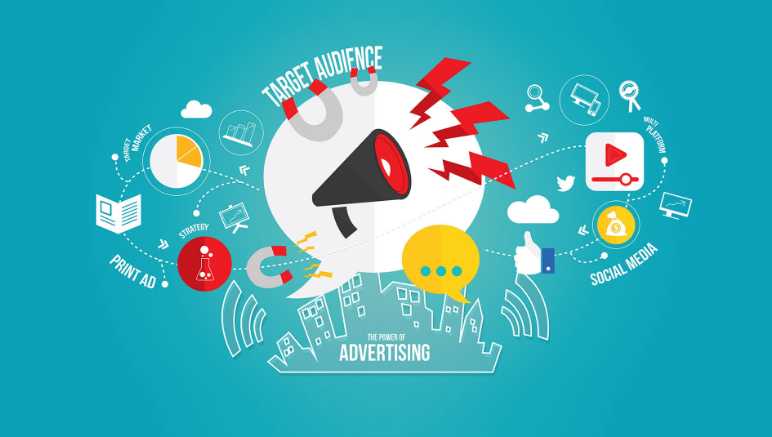 TARGET AUDIENCE
TARGET
MARKET
MULTI
PLATFORM
STRATEGY
PRINT AD
SOCIAL MEDIA
THE POWER OF
ADVERTISING